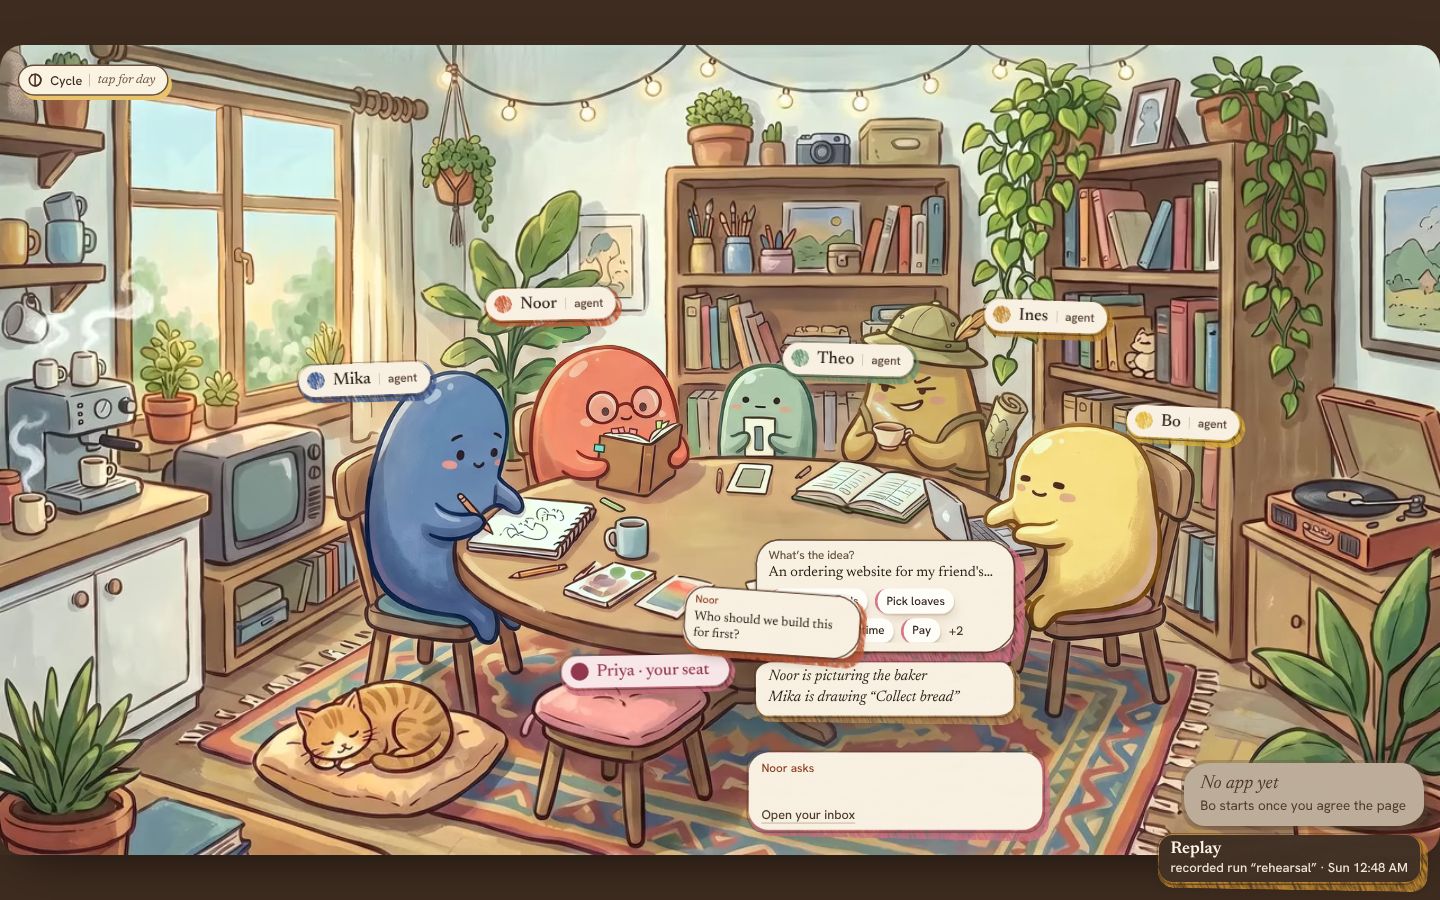 Cycle | tap for day
Noor | agent
Ines | agent
Theo | agent
Mika | agent
Bo | agent
What's the idea?
An ordering website for my friend's...
Pick loaves
Pay +2
Noor
Who should we build this
for first?
Priya · your seat
Noor is picturing the baker
Mika is drawing “Collect bread”
Noor asks
Open your inbox
No app yet
Bo starts once you agree the page
Replay
recorded run “rehearsal” · Sun 12:48 AM